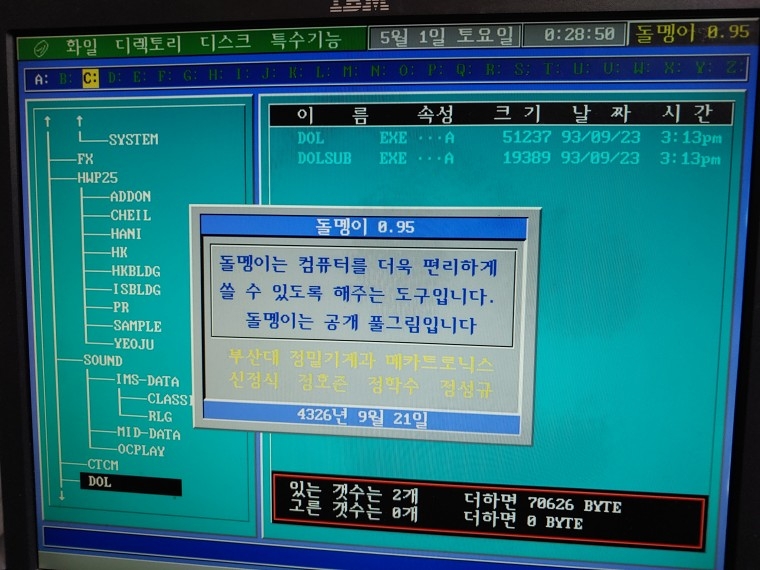 IBM
화일 디렉토리 디스크 특수기능 5월 1일 토요일 0:28:50 돌멩이 0.95
A: B: C: D: E: F: G: H: I: J: K: L: M: N: O: P: Q: R: S: T: U: V: W: X: Y: Z:
이 름 속성 크 기 날 짜 시 간
DOL EXE ···A 51237 93/09/23 3:13pm
DOLSUB EXE ···A 19389 93/09/23 3:13pm
↑ ↑
SYSTEM
FX
HWP25
ADDON
CHEIL
HANI
HK
HKBLDG
ISBLDG
PR
SAMPLE
YEOJU
SOUND
IMS-DATA
CLASSI
RLG
MID-DATA
OCPLAY
CTCM
DOL
↓
돌멩이 0.95
돌멩이는 컴퓨터를 더욱 편리하게
쓸 수 있도록 해주는 도구입니다.
돌멩이는 공개 풀그림입니다
부산대 정밀기계과 메카트로닉스
신정식 정호준 정학수 정성규
4326년 9월 21일
있는 갯수는 2개 더하면 70626 BYTE
고른 갯수는 0개 더하면 0 BYTE